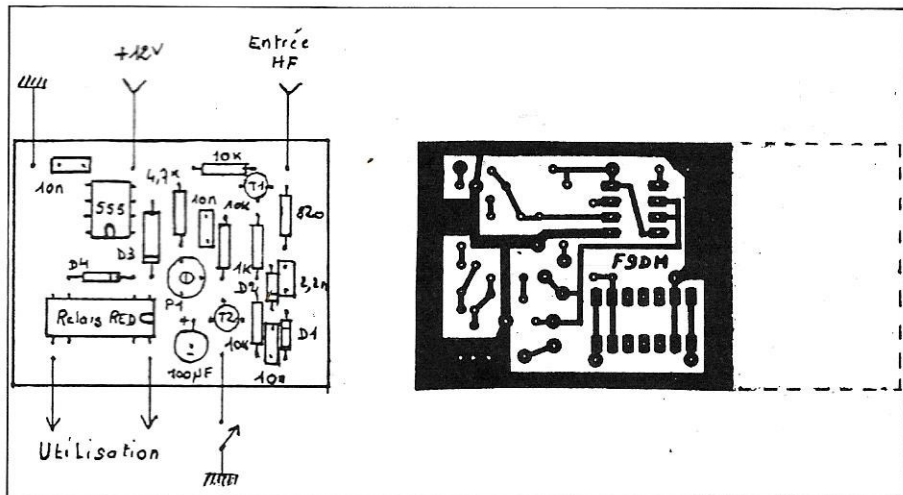 +12V
Entrée
HF
10n
555
4,7K
10K
T1
10n
10K
820
1K
D3
D4
P1
D2
2,2n
Relais RED
+
-
100µF
T2
10K
D1
10n
Utilisation
F9DM